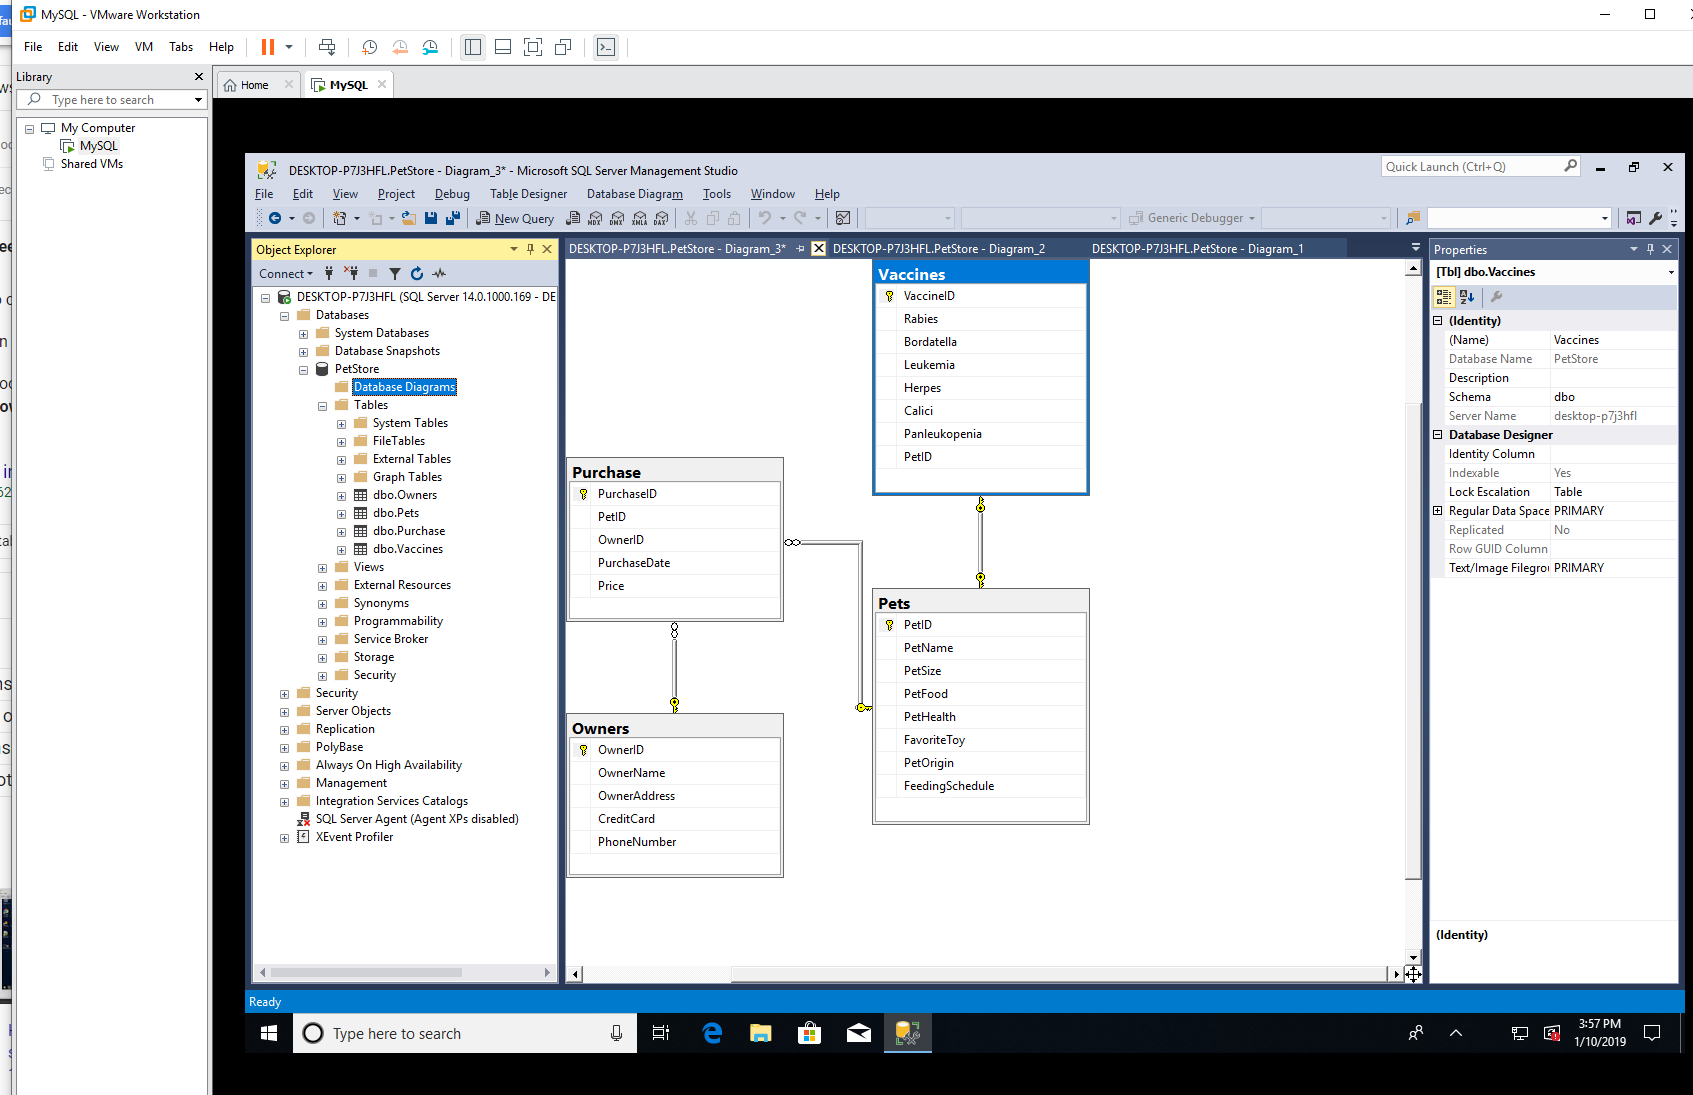 MySQL - VMware Workstation
File Edit View VM Tabs Help
Library
Type here to search
My Computer
MySQL
Shared VMs
Home
MySQL
DESKTOP-P7J3HFL.PetStore - Diagram_3* - Microsoft SQL Server Management Studio
Quick Launch (Ctrl+Q)
File Edit View Project Debug Table Designer Database Diagram Tools Window Help
New Query
MDX DMX XMLA DAX
Generic Debugger
Object Explorer
Connect
DESKTOP-P7J3HFL (SQL Server 14.0.1000.169 - DE
Databases
System Databases
Database Snapshots
PetStore
Database Diagrams
Tables
System Tables
FileTables
External Tables
Graph Tables
dbo.Owners
dbo.Pets
dbo.Purchase
dbo.Vaccines
Views
External Resources
Synonyms
Programmability
Service Broker
Storage
Security
Security
Server Objects
Replication
PolyBase
Always On High Availability
Management
Integration Services Catalogs
SQL Server Agent (Agent XPs disabled)
XEvent Profiler
DESKTOP-P7J3HFL.PetStore - Diagram_3*
DESKTOP-P7J3HFL.PetStore - Diagram_2
DESKTOP-P7J3HFL.PetStore - Diagram_1
Vaccines
VaccineID
Rabies
Bordatella
Leukemia
Herpes
Calici
Panleukopenia
PetID
Purchase
PurchaseID
PetID
OwnerID
PurchaseDate
Price
Owners
OwnerID
OwnerName
OwnerAddress
CreditCard
PhoneNumber
Pets
PetID
PetName
PetSize
PetFood
PetHealth
FavoriteToy
PetOrigin
FeedingSchedule
Properties
[Tbl] dbo.Vaccines
(Identity)
(Name) Vaccines
Database Name PetStore
Description
Schema dbo
Server Name desktop-p7j3hfl
Database Designer
Identity Column
Indexable Yes
Lock Escalation Table
Regular Data Space PRIMARY
Replicated No
Row GUID Column
Text/Image Filegrou PRIMARY
(Identity)
Ready
Type here to search
3:57 PM
1/10/2019